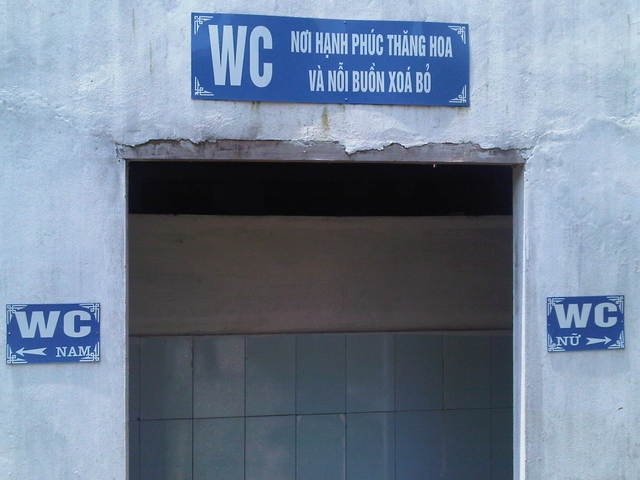 WC
NƠI HẠNH PHÚC THĂNG HOA
VÀ NỖI BUỒN XOÁ BỎ
WC
NAM
WC
NỮ